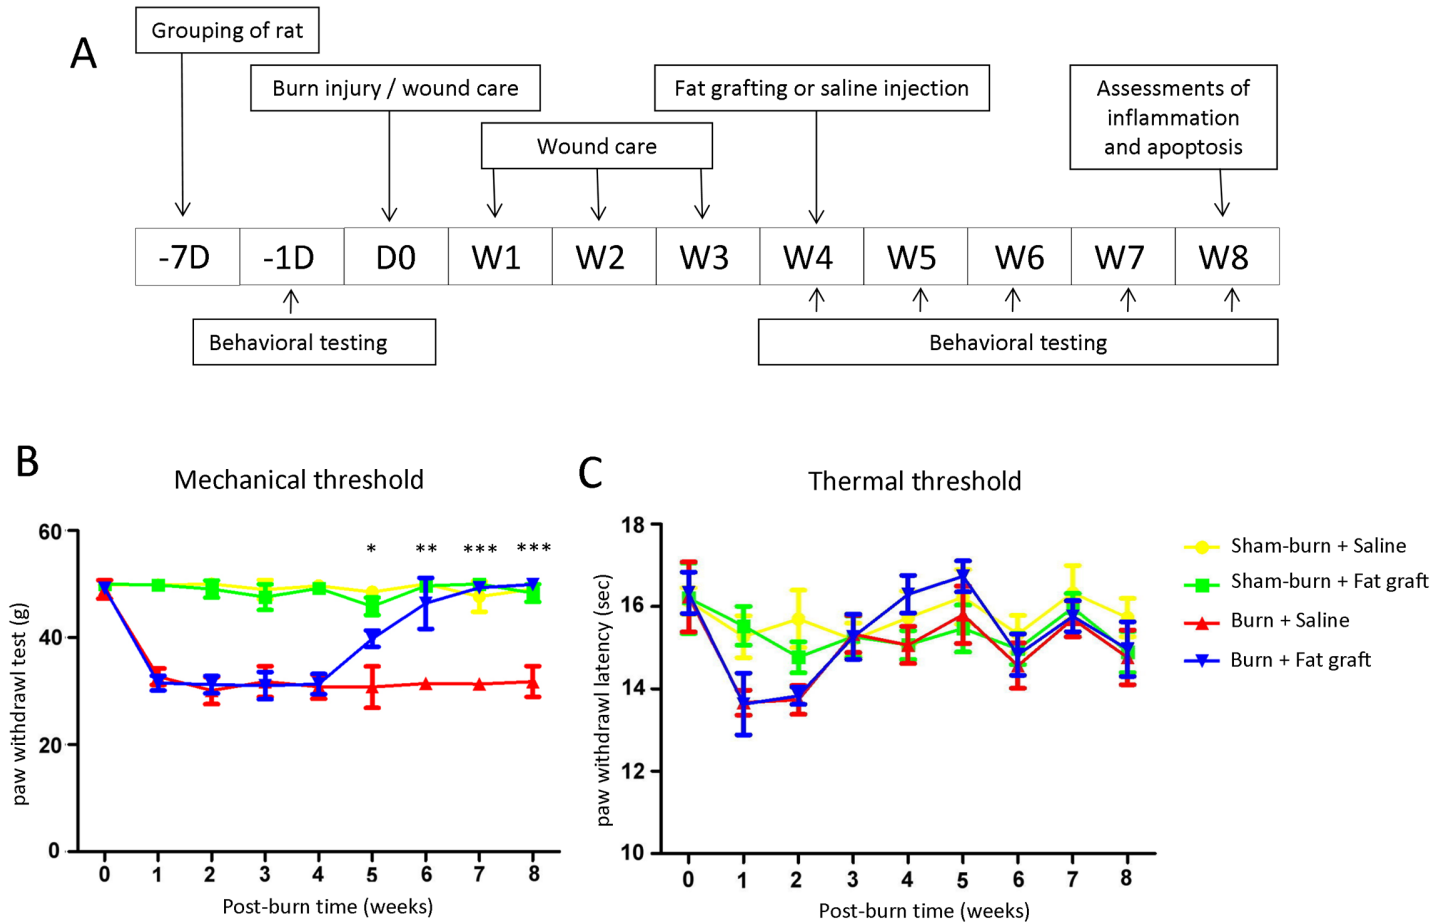 A
Grouping of rat
Burn injury / wound care
Wound care
Fat grafting or saline injection
Assessments of
inflammation
and apoptosis
-7D -1D D0 W1 W2 W3 W4 W5 W6 W7 W8
Behavioral testing
Behavioral testing
B
Mechanical threshold
paw withdrawl test (g)
60
40
20
0
* ** *** ***
0 1 2 3 4 5 6 7 8
Post-burn time (weeks)
C
Thermal threshold
paw withdrawl latency (sec)
18
16
14
12
10
0 1 2 3 4 5 6 7 8
Post-burn time (weeks)
Sham-burn + Saline
Sham-burn + Fat graft
Burn + Saline
Burn + Fat graft